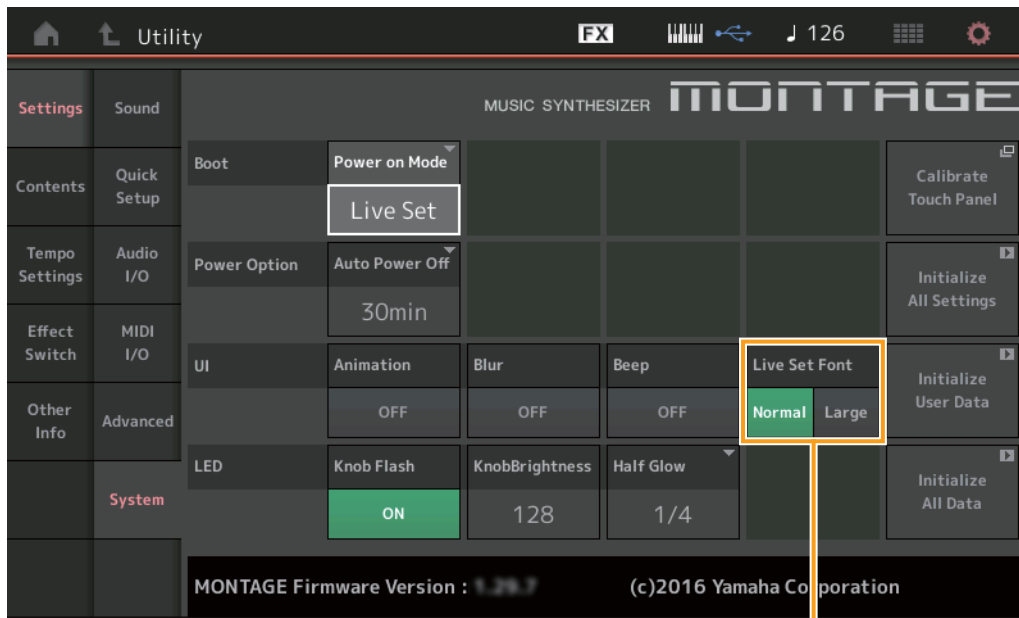 Utility
FX
126
Settings
Sound
MUSIC SYNTHESIZER MONTAGE
Contents
Quick
Setup
Boot
Power on Mode
Live Set
Calibrate
Touch Panel
Tempo
Settings
Audio
I/O
Power Option
Auto Power Off
30min
Initialize
All Settings
Effect
Switch
MIDI
I/O
UI
Animation
Blur
Beep
Live Set Font
OFF
OFF
OFF
Normal
Large
Initialize
User Data
Other
Info
Advanced
LED
Knob Flash
KnobBrightness
Half Glow
ON
128
1/4
Initialize
All Data
System
MONTAGE Firmware Version :
(c)2016 Yamaha Corporation